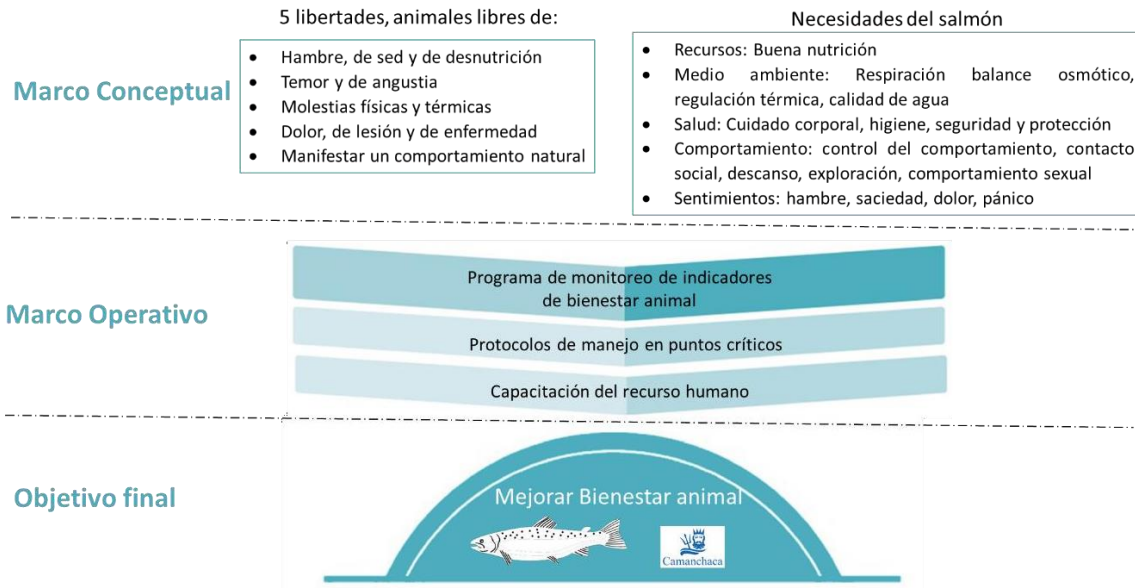 5 libertades, animales libres de:
• Hambre, de sed y de desnutrición
• Temor y de angustia
• Molestias físicas y térmicas
• Dolor, de lesión y de enfermedad
• Manifestar un comportamiento natural
Necesidades del salmón
• Recursos: Buena nutrición
• Medio ambiente: Respiración balance osmótico,
regulación térmica, calidad de agua
• Salud: Cuidado corporal, higiene, seguridad y protección
• Comportamiento: control del comportamiento, contacto
social, descanso, exploración, comportamiento sexual
• Sentimientos: hambre, saciedad, dolor, pánico
Marco Conceptual
Marco Operativo
Programa de monitoreo de indicadores
de bienestar animal
Protocolos de manejo en puntos críticos
Capacitación del recurso humano
Objetivo final
Mejorar Bienestar animal
Camanchaca